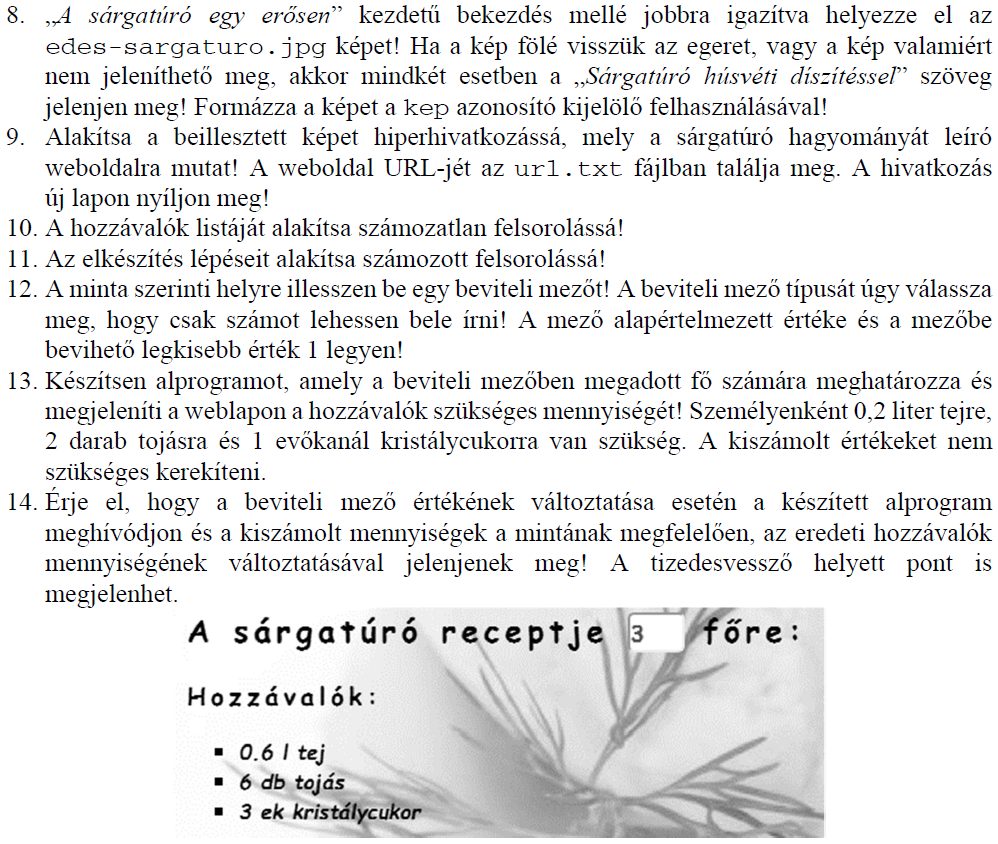 8. „A sárgatúró egy erősen” kezdetű bekezdés mellé jobbra igazítva helyezze el az
edes-sargaturo.jpg képet! Ha a kép fölé visszük az egeret, vagy a kép valamiért
nem jeleníthető meg, akkor mindkét esetben a „Sárgatúró húsvéti díszítéssel” szöveg
jelenjen meg! Formázza a képet a kep azonosító kijelölő felhasználásával!
9. Alakítsa a beillesztett képet hiperhivatkozássá, mely a sárgatúró hagyományát leíró
weboldalra mutat! A weboldal URL-jét az url.txt fájlban találja meg. A hivatkozás
új lapon nyíljon meg!
10. A hozzávalók listáját alakítsa számozatlan felsorolássá!
11. Az elkészítés lépéseit alakítsa számozott felsorolássá!
12. A minta szerinti helyre illesszen be egy beviteli mezőt! A beviteli mező típusát úgy válassza
meg, hogy csak számot lehessen bele írni! A mező alapértelmezett értéke és a mezőbe
bevihető legkisebb érték 1 legyen!
13. Készítsen alprogramot, amely a beviteli mezőben megadott fő számára meghatározza és
megjeleníti a weblapon a hozzávalók szükséges mennyiségét! Személyenként 0,2 liter tejre,
2 darab tojásra és 1 evőkanál kristálycukorra van szükség. A kiszámolt értékeket nem
szükséges kerekíteni.
14. Érje el, hogy a beviteli mező értékének változtatása esetén a készített alprogram
meghívódjon és a kiszámolt mennyiségek a mintának megfelelően, az eredeti hozzávalók
mennyiségének változtatásával jelenjenek meg! A tizedesvessző helyett pont is
megjelenhet.
A sárgatúró receptje 3 főre:
Hozzávalók:
▪ 0.6 l tej
▪ 6 db tojás
▪ 3 ek kristálycukor